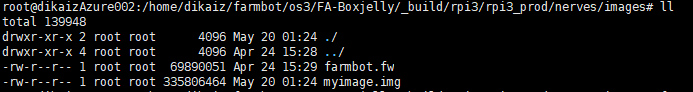 root@dikaizAzure002:/home/dikaiz/farmbot/os3/FA-Boxjelly/_build/rpi3/rpi3_prod/nerves/images# ll
total 139948
drwxr-xr-x 2 root root      4096 May 20 01:24 ./
drwxr-xr-x 4 root root      4096 Apr 24 15:28 ../
-rw-r--r-- 1 root root  69890051 Apr 24 15:29 farmbot.fw
-rw-r--r-- 1 root root 335806464 May 20 01:24 myimage.img